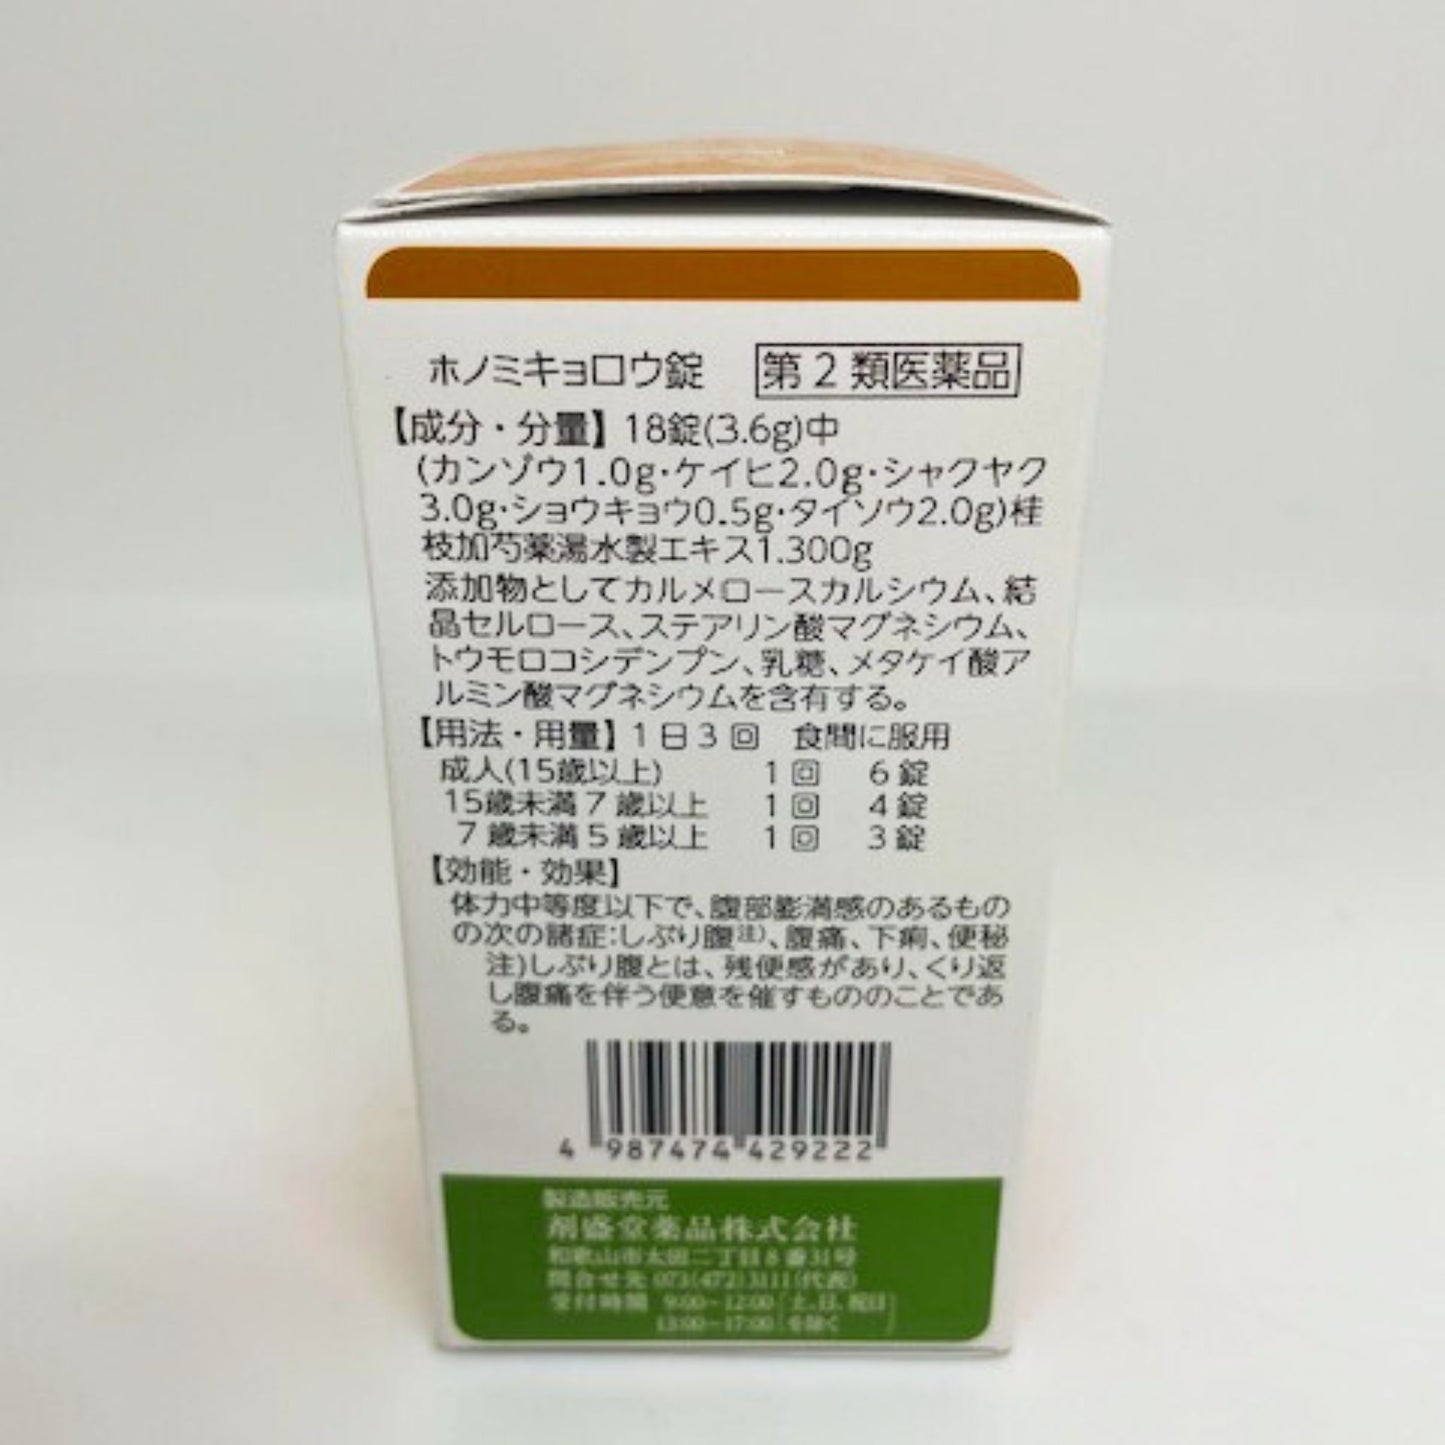 ホノミキョロウ錠 第2類医薬品
【成分・分量】 18錠(3.6g)中
(カンゾウ1.0g・ケイヒ2.0g・シャクヤク
3.0g・ショウキョウ0.5g・タイソウ2.0g)桂
枝加芍薬湯水製エキス1.300g
添加物としてカルメロースカルシウム、結
晶セルロース、ステアリン酸マグネシウム、
トウモロコシデンプン、乳糖、メタケイ酸ア
ルミン酸マグネシウムを含有する。
【用法・用量】 1日3回 食間に服用
成人(15歳以上) 1回 6錠
15歳未満7歳以上 1回 4錠
7歳未満5歳以上 1回 3錠
【効能・効果】
体力中等度以下で、腹部膨満感のあるもの
の次の諸症:しぶり腹注)、腹痛、下痢、便秘
注)しぶり腹とは、残便感があり、くり返
し腹痛を伴う便意を催すもののことであ
る。
4 987474 429222
製造販売元
剤盛堂薬品株式会社
和歌山市太田二丁目8番31号
問合せ先 073(472)3111(代表)
受付時間 9:00~12:00 [土、日、祝日
13:00~17:00 を除く]